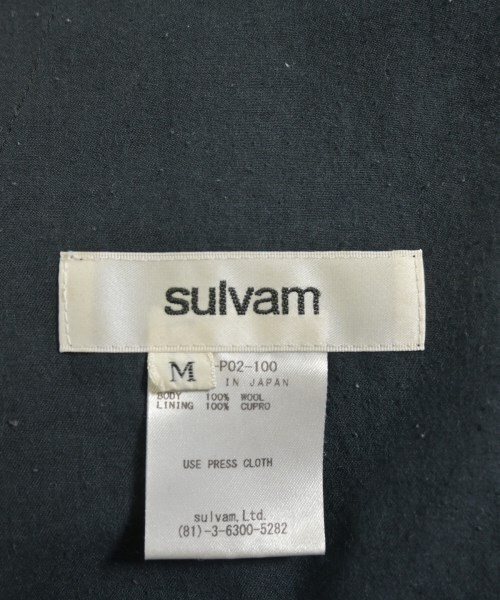 sulvam
M
-P02-100
IN JAPAN
BODY 100% WOOL
LINING 100% CUPRO
USE PRESS CLOTH
sulvam.Ltd.
(81)-3-6300-5282